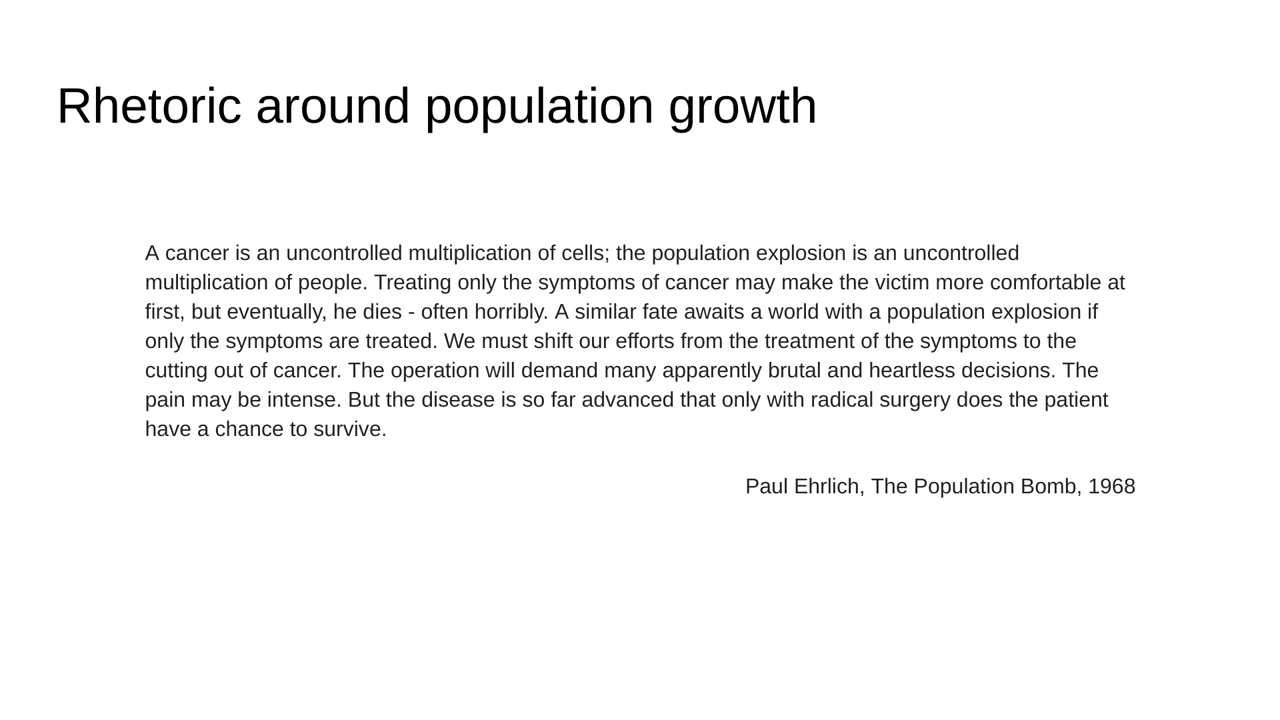 Rhetoric around population growth
A cancer is an uncontrolled multiplication of cells; the population explosion is an uncontrolled
multiplication of people. Treating only the symptoms of cancer may make the victim more comfortable at
first, but eventually, he dies - often horribly. A similar fate awaits a world with a population explosion if
only the symptoms are treated. We must shift our efforts from the treatment of the symptoms to the
cutting out of cancer. The operation will demand many apparently brutal and heartless decisions. The
pain may be intense. But the disease is so far advanced that only with radical surgery does the patient
have a chance to survive.
Paul Ehrlich, The Population Bomb, 1968